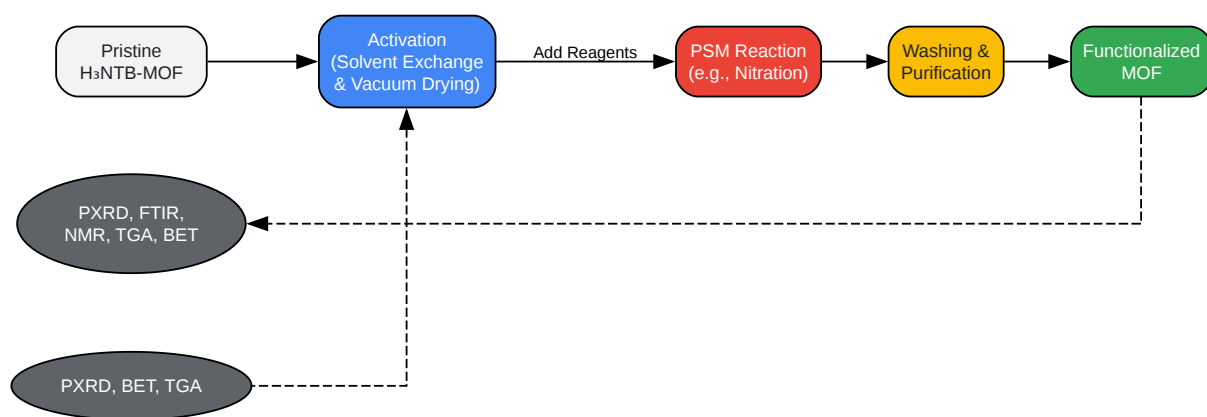 Pristine
H₃NTB-MOF
Activation
(Solvent Exchange
& Vacuum Drying)
Add Reagents
PSM Reaction
(e.g., Nitration)
Washing &
Purification
Functionalized
MOF
PXRD, FTIR,
NMR, TGA, BET
PXRD, BET, TGA